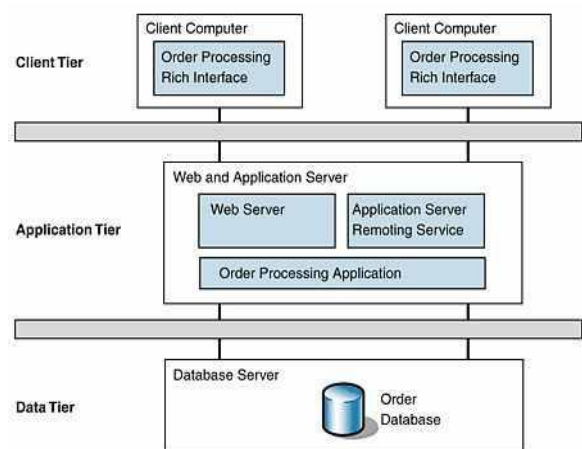 Client Tier
Client Computer
Order Processing
Rich Interface
Client Computer
Order Processing
Rich Interface
Application Tier
Web and Application Server
Web Server
Application Server
Remoting Service
Order Processing Application
Data Tier
Database Server
Order
Database